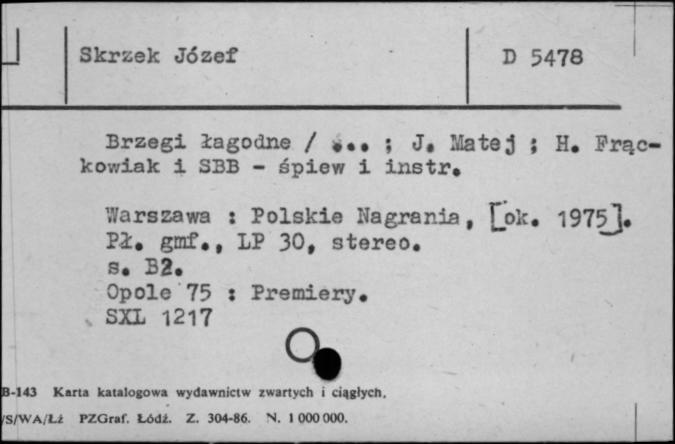 Skrzek Józef
D 5478
Brzegi łagodne / ... ; J. Matej ; H. Frąc-
kowiak i SBB - śpiew i instr.
Warszawa : Polskie Nagrania, [ok. 1975].
Pł. gmf., LP 30, stereo.
s. B2.
Opole 75 : Premiery.
SXL 1217
B-143 Karta katalogowa wydawnictw zwartych i ciągłych.
/S/WA/Łż PZGraf. Łódź. Z. 304-86. N. 1 000 000.